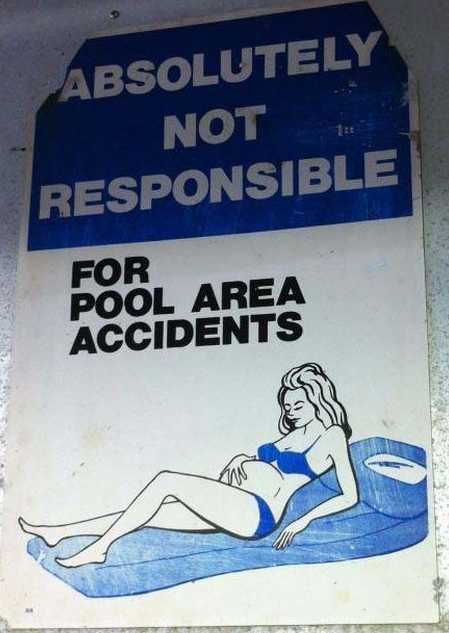 ABSOLUTELY
NOT
RESPONSIBLE
FOR
POOL AREA
ACCIDENTS